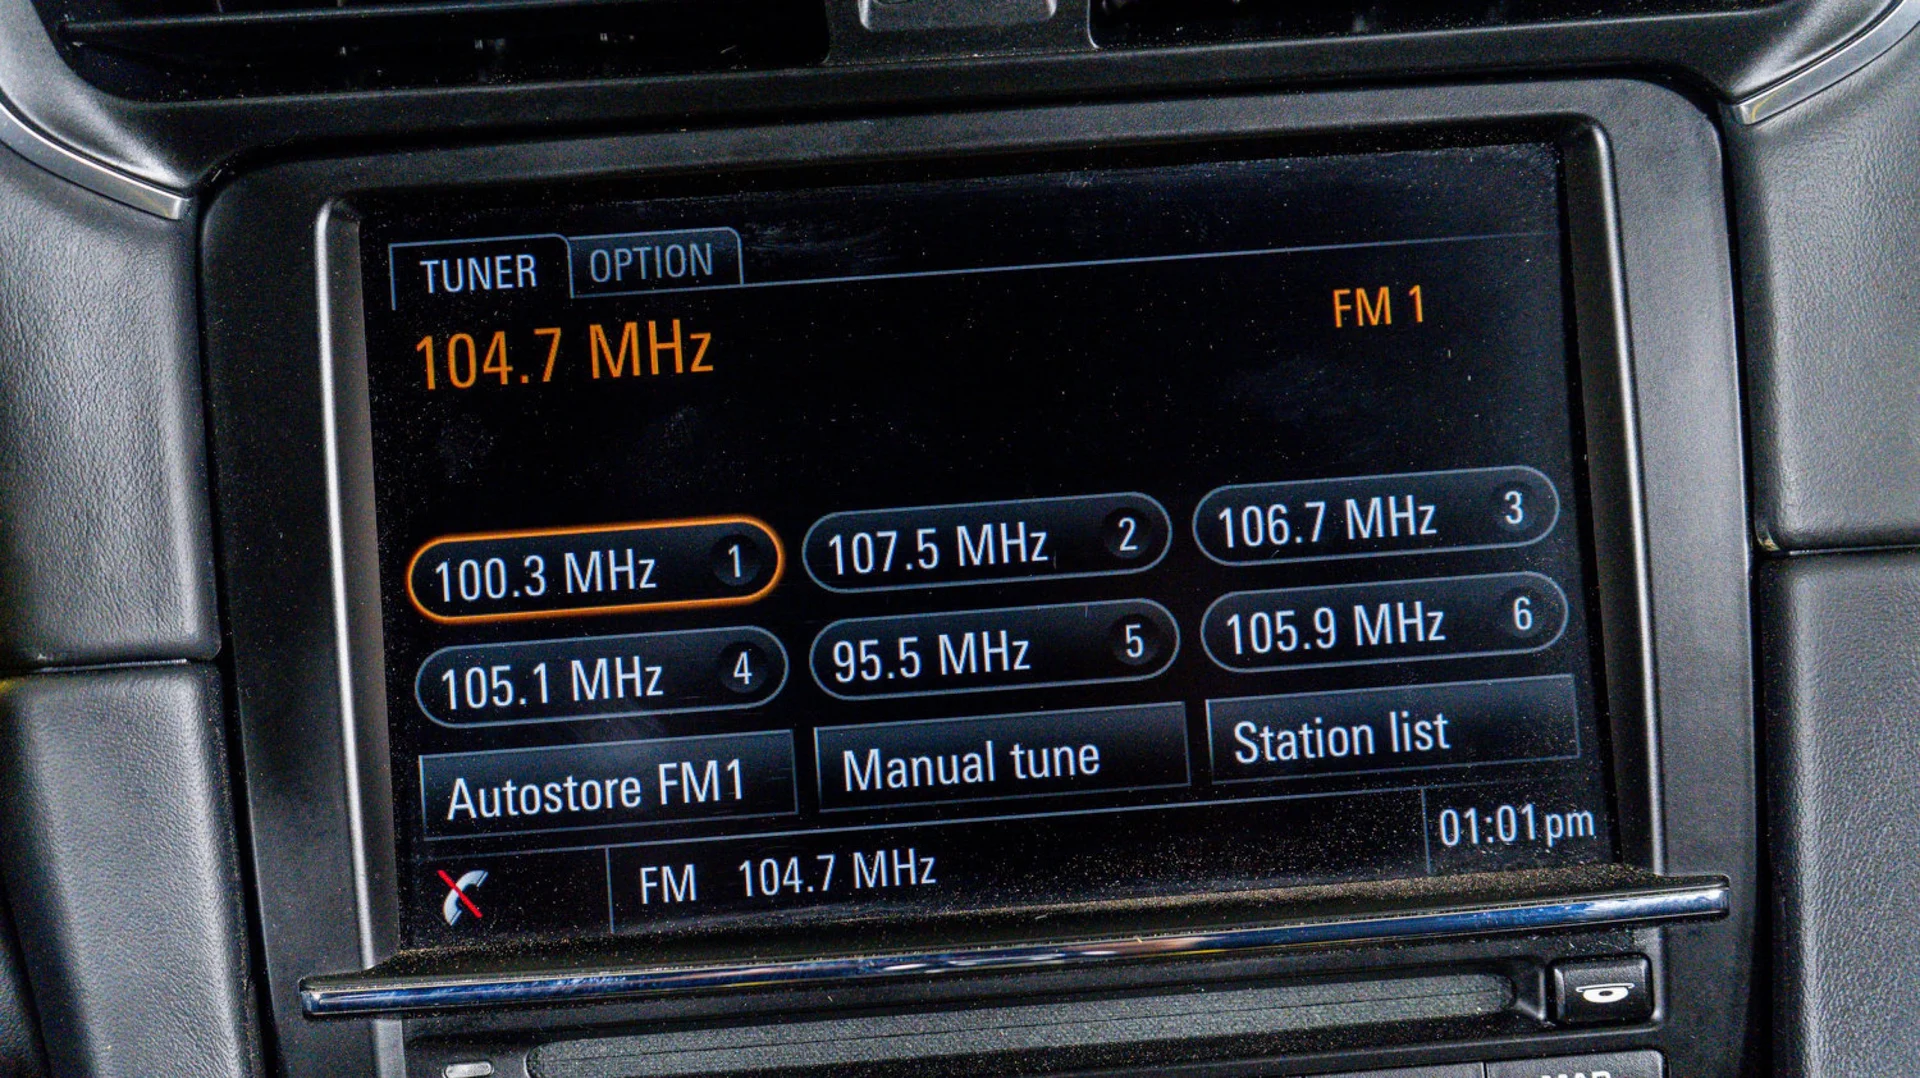 TUNER OPTION
104.7 MHz FM 1
100.3 MHz 1 107.5 MHz 2 106.7 MHz 3
105.1 MHz 4 95.5 MHz 5 105.9 MHz 6
Autostore FM1 Manual tune Station list
FM 104.7 MHz 01:01pm
MAP